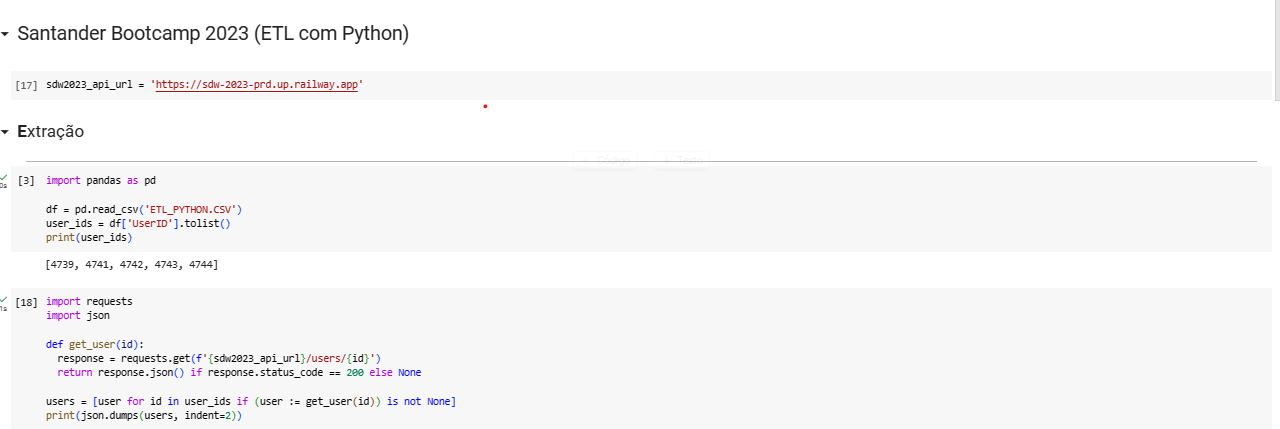 Santander Bootcamp 2023 (ETL com Python)
[17] sdw2023_api_url = 'https://sdw-2023-prd.up.railway.app'
Extração
+ Código + Texto
0s
[3] import pandas as pd
df = pd.read_csv('ETL_PYTHON.CSV')
user_ids = df['UserID'].tolist()
print(user_ids)
[4739, 4741, 4742, 4743, 4744]
1s
[18] import requests
import json
def get_user(id):
response = requests.get(f'{sdw2023_api_url}/users/{id}')
return response.json() if response.status_code == 200 else None
users = [user for id in user_ids if (user := get_user(id)) is not None]
print(json.dumps(users, indent=2))